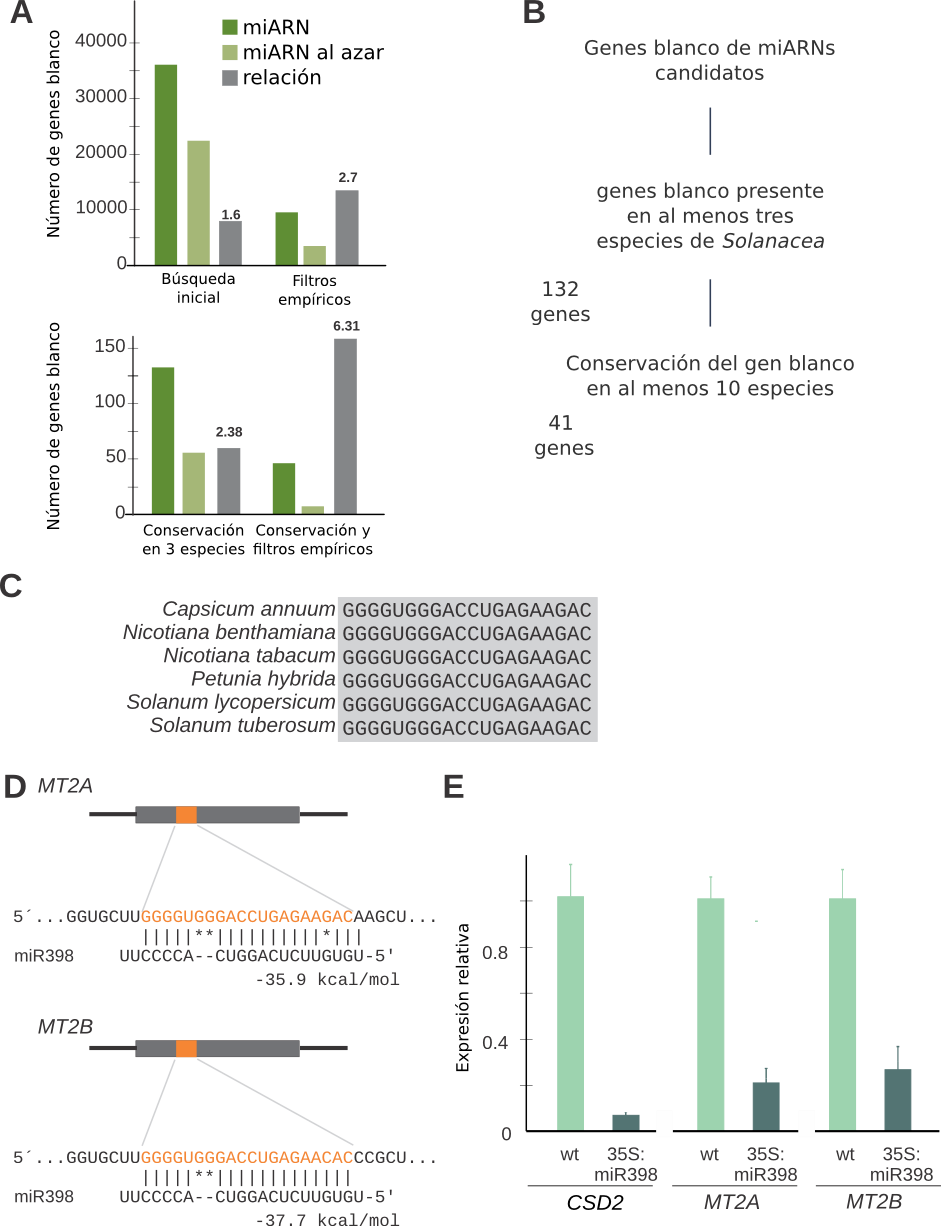 A
Número de genes blanco
40000
30000
20000
10000
0
miARN
miARN al azar
relación
1.6
2.7
Búsqueda
inicial
Filtros
empíricos
Número de genes blanco
150
100
50
0
2.38
6.31
Conservación
en 3 especies
Conservación y
filtros empíricos
B
Genes blanco de miARNs
candidatos
genes blanco presente
en al menos tres
especies de Solanacea
132
genes
Conservación del gen blanco
en al menos 10 especies
41
genes
C
Capsicum annuum GGGGUGGGACCUGAGAAGAC
Nicotiana benthamiana GGGGUGGGACCUGAGAAGAC
Nicotiana tabacum GGGGUGGGACCUGAGAAGAC
Petunia hybrida GGGGUGGGACCUGAGAAGAC
Solanum lycopersicum GGGGUGGGACCUGAGAAGAC
Solanum tuberosum GGGGUGGGACCUGAGAAGAC
D
MT2A
5´...GGUGCUUGGGGUGGGACCUGAGAAGACAAGCU...
|||||**||||||||||*|||
miR398 UUCCCCA--CUGGACUCUUGUGU-5'
-35.9 kcal/mol
MT2B
5´...GGUGCUUGGGGUGGGACCUGAGAACACCCGCU...
|||||**|||||||||||||
miR398 UUCCCCA--CUGGACUCUUGUGU-5'
-37.7 kcal/mol
E
Expresión relativa
0.8
0.4
0
wt
35S:
miR398
wt
35S:
miR398
wt
35S:
miR398
CSD2
MT2A
MT2B